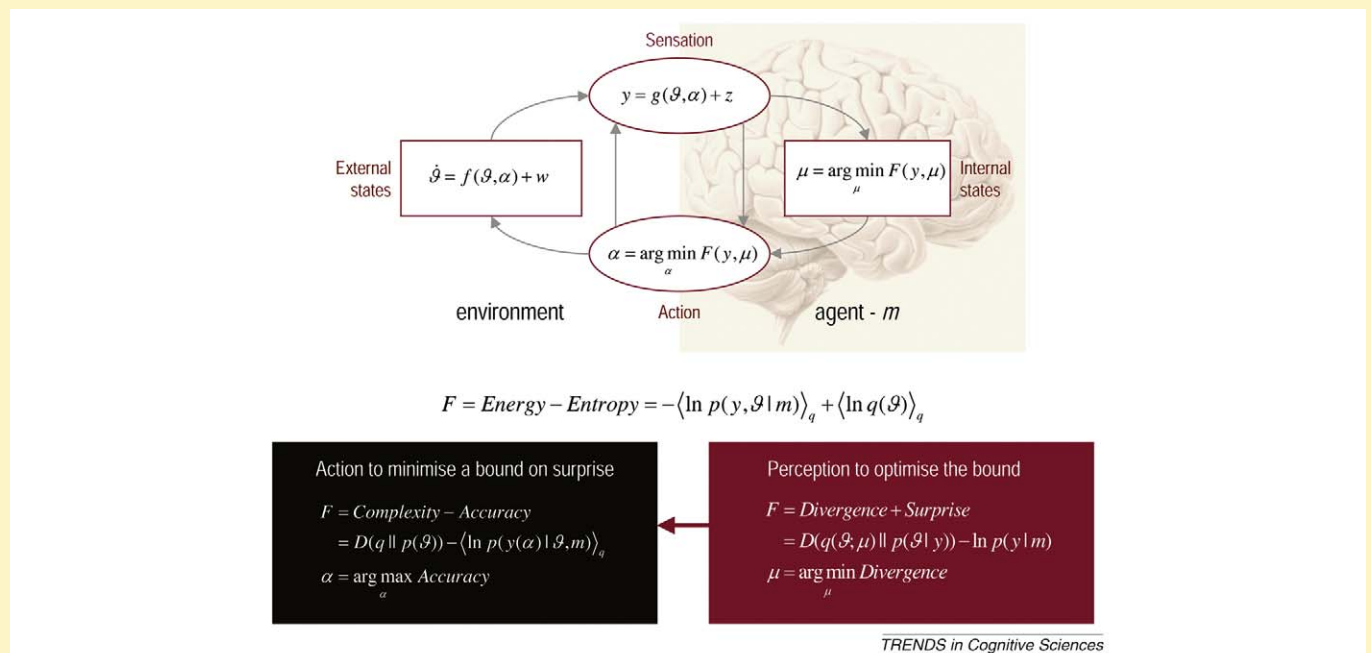 Sensation
y = g(ϑ,α) + z
External
states
ϑ̇ = f(ϑ,α) + w
μ = arg min F(y,μ)
μ
Internal
states
α = arg min F(y,μ)
α
environment
Action
agent - m
F = Energy − Entropy = −⟨ln p(y,ϑ | m)⟩q + ⟨ln q(ϑ)⟩q
Action to minimise a bound on surprise
F = Complexity − Accuracy
= D(q || p(ϑ)) − ⟨ln p(y(α) | ϑ,m)⟩q
α = arg max Accuracy
α
Perception to optimise the bound
F = Divergence + Surprise
= D(q(ϑ;μ) || p(ϑ | y)) − ln p(y | m)
μ = arg min Divergence
μ
TRENDS in Cognitive Sciences